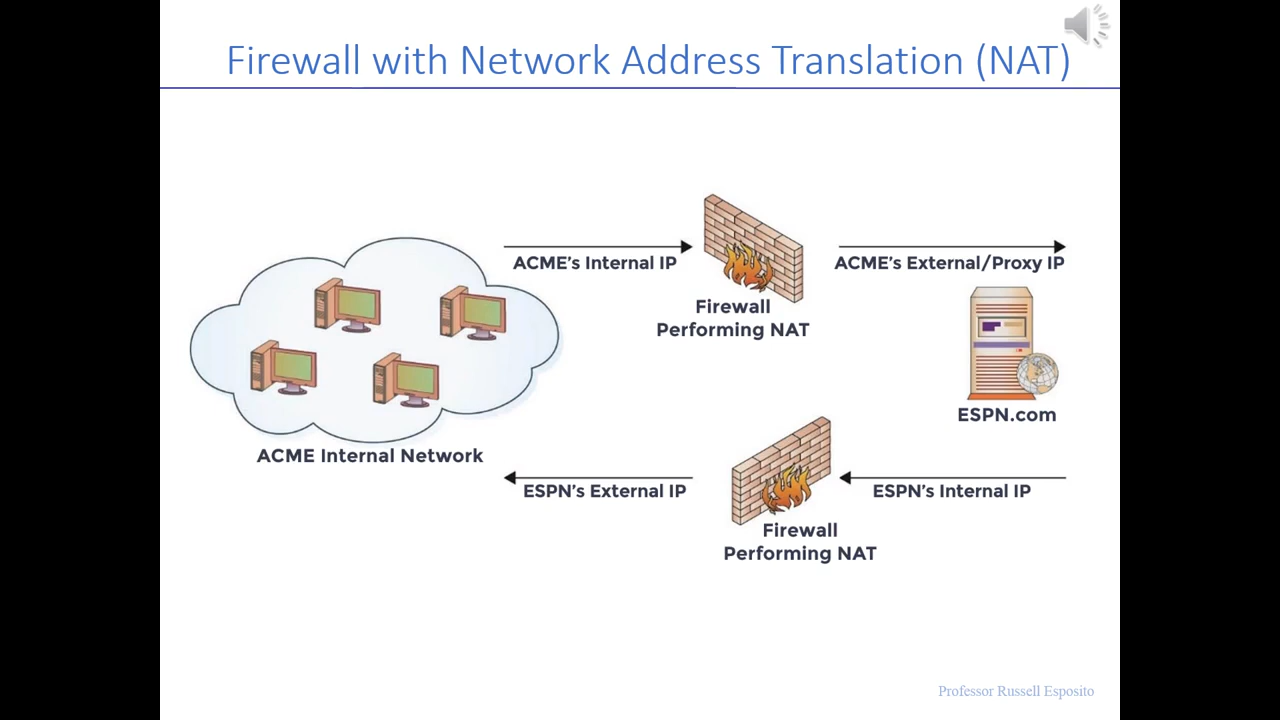 Firewall with Network Address Translation (NAT)
ACME's Internal IP
ACME's External/Proxy IP
Firewall
Performing NAT
ESPN.com
ACME Internal Network
ESPN's External IP
ESPN's Internal IP
Firewall
Performing NAT
Professor Russell Esposito